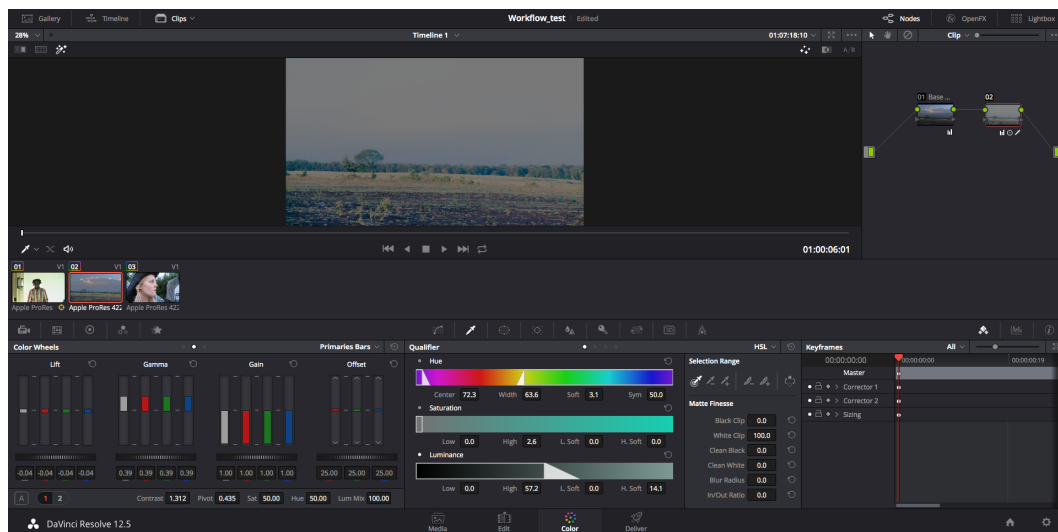 Gallery Timeline Clips Workflow_test Edited Nodes OpenFX Lightbox
28% Timeline 1 01:07:18:10 Clip
A/B
01 Base ... 02
01:00:06:01
01 V1 02 V1 03 V1
Apple ProRes Apple ProRes 422 Apple ProRes 422
Color Wheels Primaries Bars Qualifier HSL Keyframes All
Lift Gamma Gain Offset Hue Selection Range 00:00:00:00 00:00:00:00 00:00:00:19
Master
Center 72.3 Width 63.6 Soft 3.1 Sym 50.0 Corrector 1
Saturation Matte Finesse Corrector 2
Black Clip 0.0 Sizing
White Clip 100.0
Low 0.0 High 2.6 L. Soft 0.0 H. Soft 0.0 Clean Black 0.0
Luminance Clean White 0.0
-0.04 -0.04 -0.04 -0.04 0.39 0.39 0.39 0.39 1.00 1.00 1.00 1.00 25.00 25.00 25.00 Blur Radius 0.0
Low 0.0 High 57.2 L. Soft 0.0 H. Soft 14.1 In/Out Ratio 0.0
A 1 2 Contrast 1.312 Pivot 0.435 Sat 50.00 Hue 50.00 Lum Mix 100.00
DaVinci Resolve 12.5 Media Edit Color Deliver